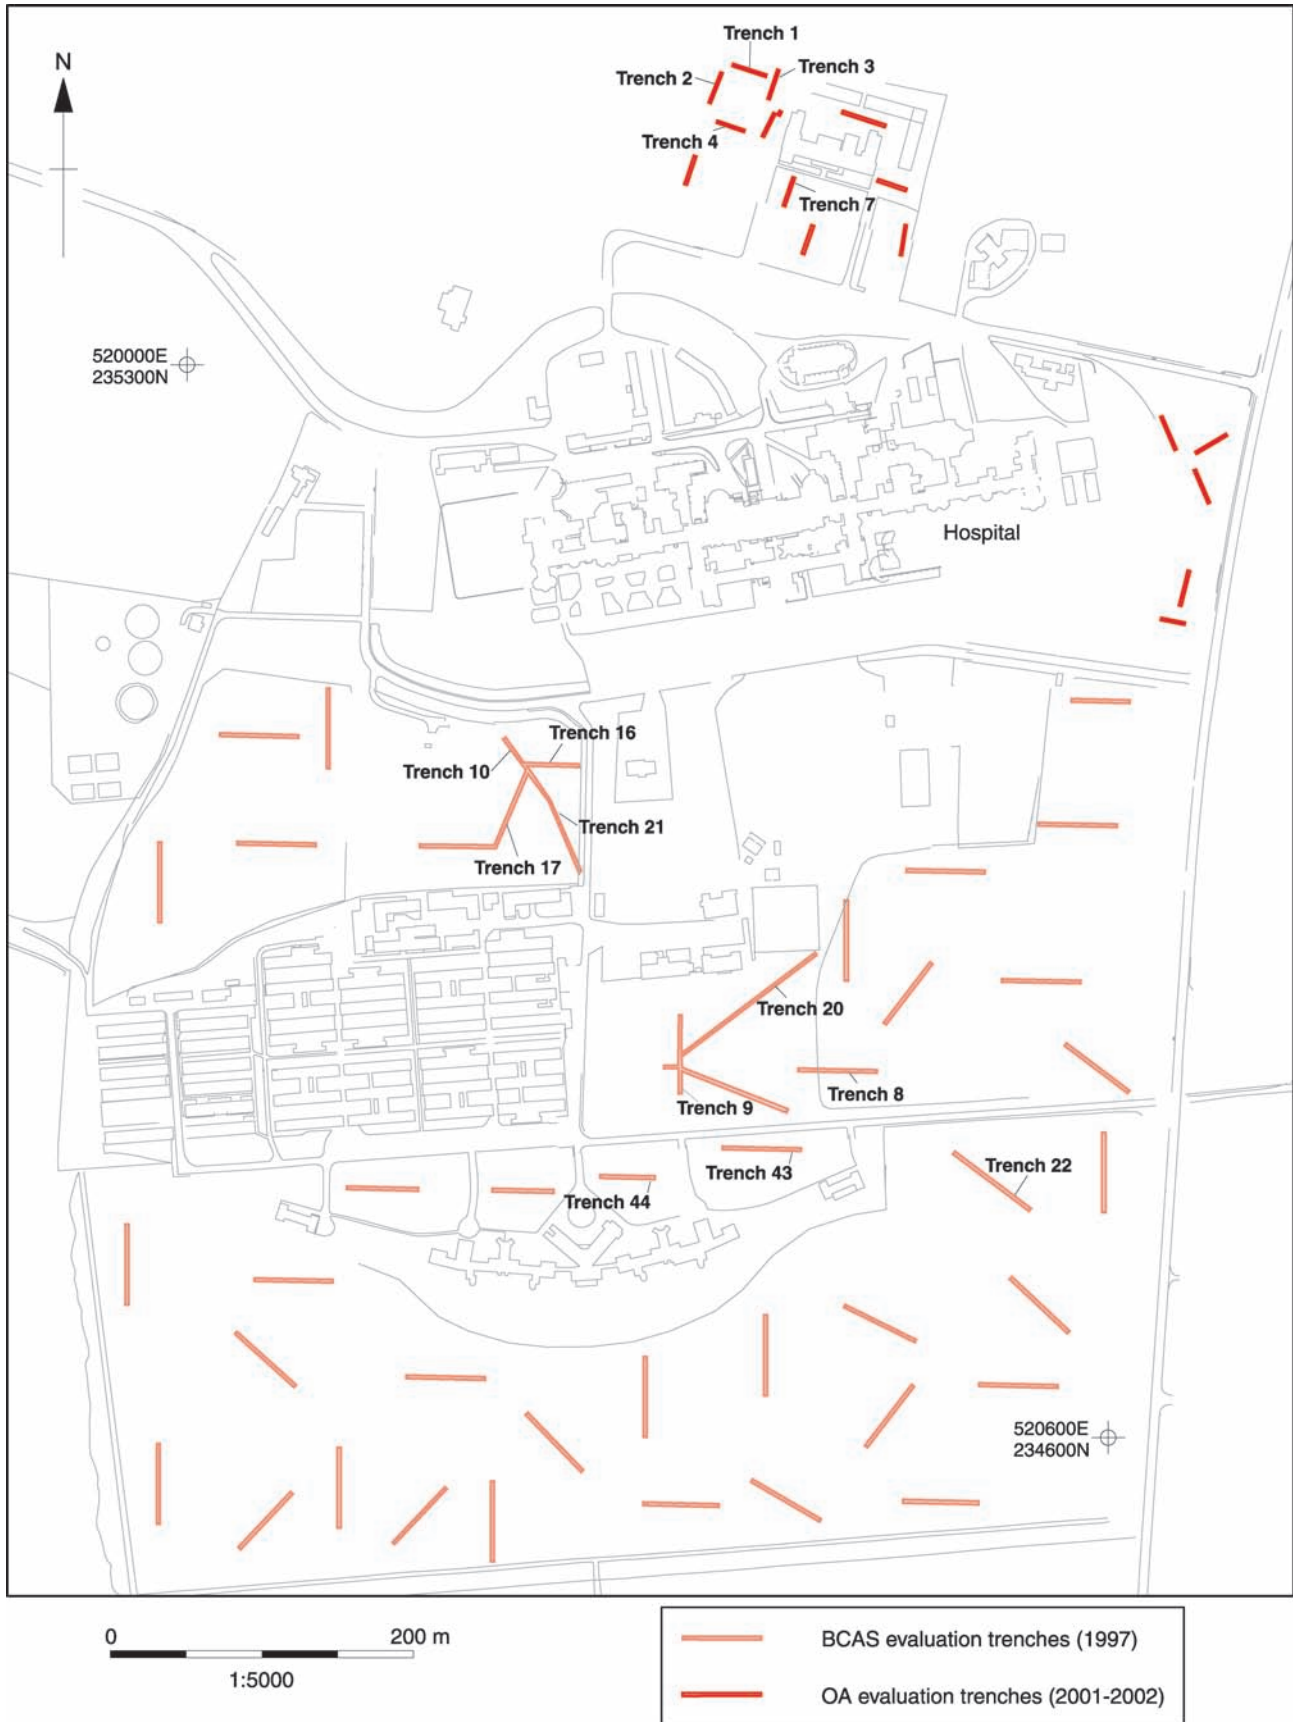 Trench 1
N
Trench 3
Trench 2
Trench 4
Trench 7
520000E
235300N
Hospital
Trench 16
Trench 10
Trench 21
Trench 17
Trench 20
Trench 8
Trench 9
Trench 43
Trench 22
Trench 44
520600E
234600N
0
200 m
1:5000
BCAS evaluation trenches (1997)
OA evaluation trenches (2001-2002)